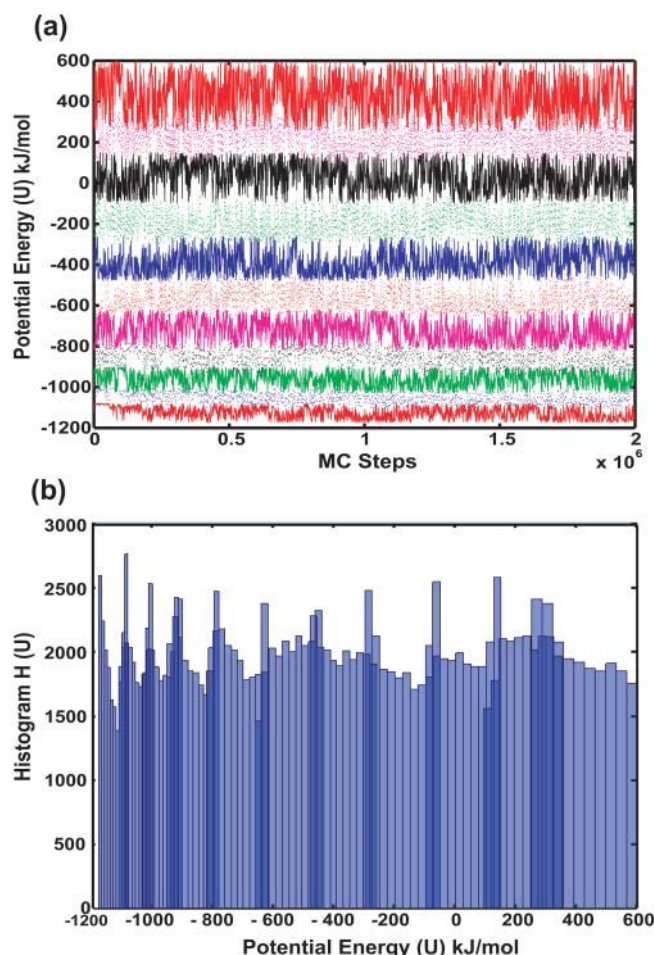 (a)
600
400
200
0
-200
-400
-600
-800
-1000
-1200
Potential Energy (U) kJ/mol
0 0.5 1 1.5 2
MC Steps
x 10^6
(b)
3000
2500
2000
1500
1000
500
0
Histogram H (U)
-1200 -1000 - 800 - 600 - 400 - 200 0 200 400 600
Potential Energy (U) kJ/mol